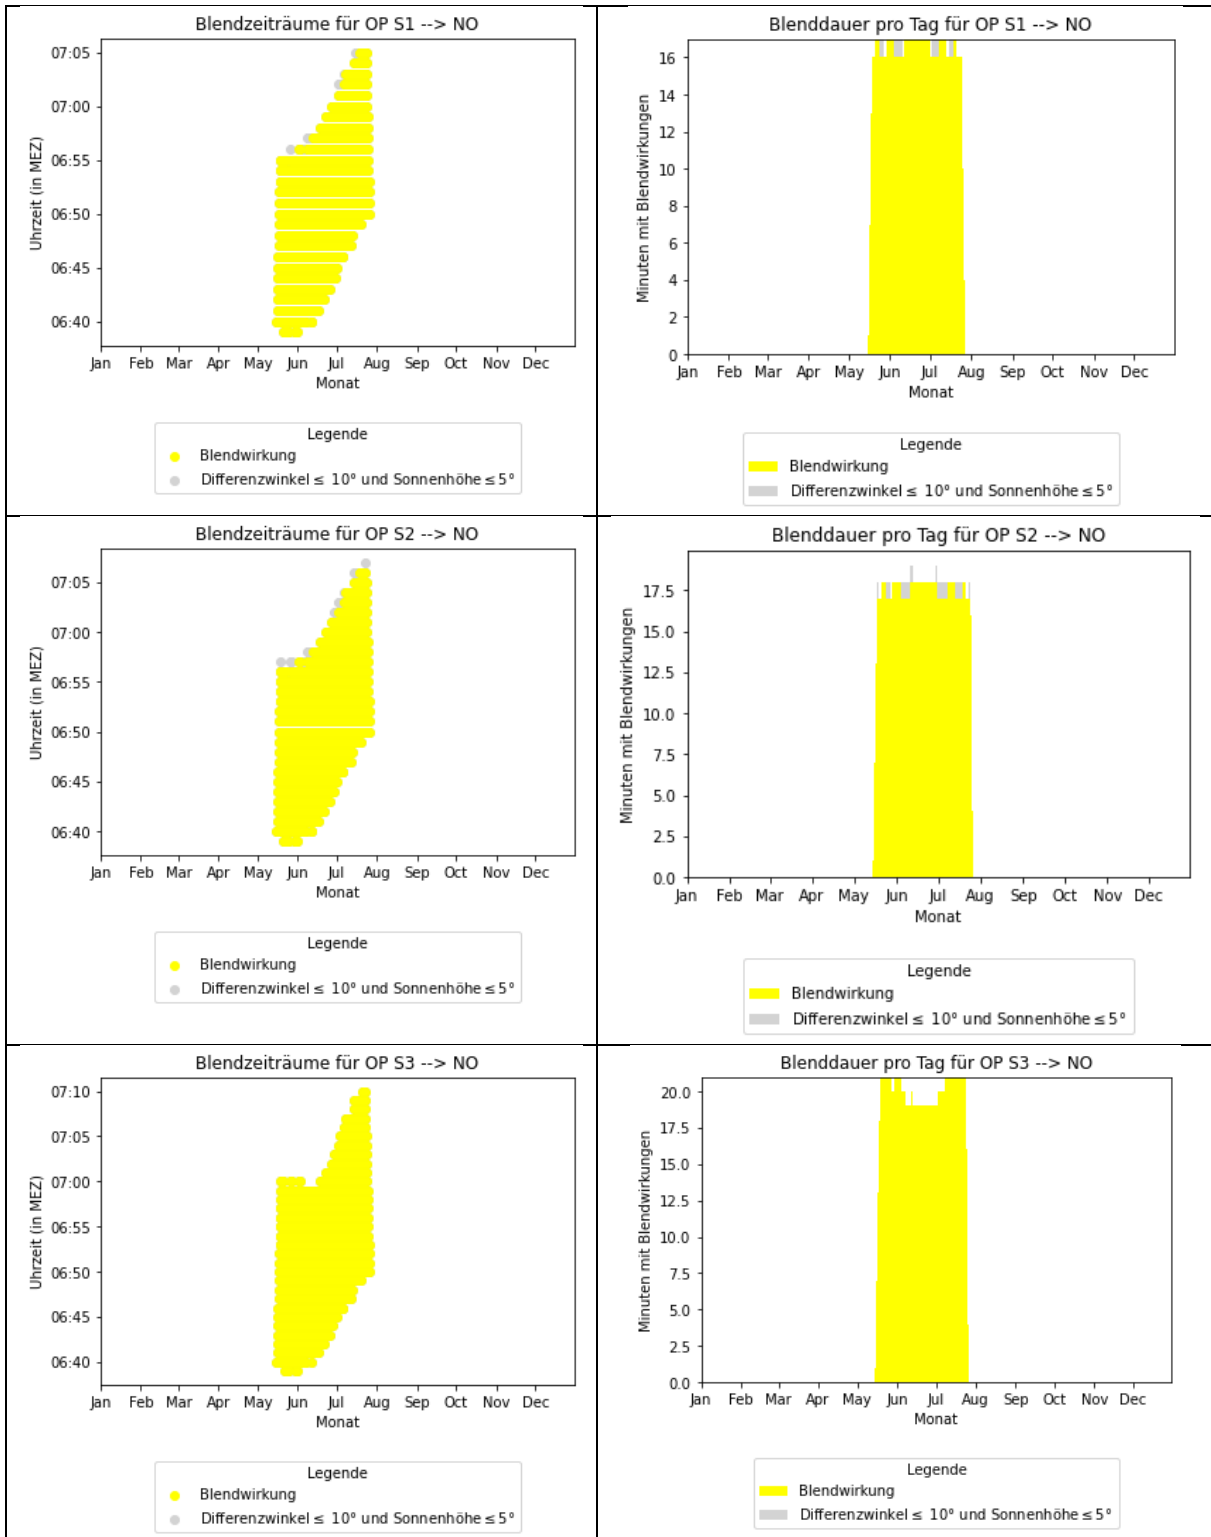 Blendzeiträume für OP S1 --> NO
07:05
07:00
06:55
06:50
06:45
06:40
Uhrzeit (in MEZ)
Jan Feb Mar Apr May Jun Jul Aug Sep Oct Nov Dec
Monat
Legende
Blendwirkung
Differenzwinkel ≤ 10° und Sonnenhöhe ≤ 5°
Blenddauer pro Tag für OP S1 --> NO
16
14
12
10
8
6
4
2
0
Minuten mit Blendwirkungen
Jan Feb Mar Apr May Jun Jul Aug Sep Oct Nov Dec
Monat
Legende
Blendwirkung
Differenzwinkel ≤ 10° und Sonnenhöhe ≤ 5°
Blendzeiträume für OP S2 --> NO
07:05
07:00
06:55
06:50
06:45
06:40
Uhrzeit (in MEZ)
Jan Feb Mar Apr May Jun Jul Aug Sep Oct Nov Dec
Monat
Legende
Blendwirkung
Differenzwinkel ≤ 10° und Sonnenhöhe ≤ 5°
Blenddauer pro Tag für OP S2 --> NO
17.5
15.0
12.5
10.0
7.5
5.0
2.5
0.0
Minuten mit Blendwirkungen
Jan Feb Mar Apr May Jun Jul Aug Sep Oct Nov Dec
Monat
Legende
Blendwirkung
Differenzwinkel ≤ 10° und Sonnenhöhe ≤ 5°
Blendzeiträume für OP S3 --> NO
07:10
07:05
07:00
06:55
06:50
06:45
06:40
Uhrzeit (in MEZ)
Jan Feb Mar Apr May Jun Jul Aug Sep Oct Nov Dec
Monat
Legende
Blendwirkung
Differenzwinkel ≤ 10° und Sonnenhöhe ≤ 5°
Blenddauer pro Tag für OP S3 --> NO
20.0
17.5
15.0
12.5
10.0
7.5
5.0
2.5
0.0
Minuten mit Blendwirkungen
Jan Feb Mar Apr May Jun Jul Aug Sep Oct Nov Dec
Monat
Legende
Blendwirkung
Differenzwinkel ≤ 10° und Sonnenhöhe ≤ 5°